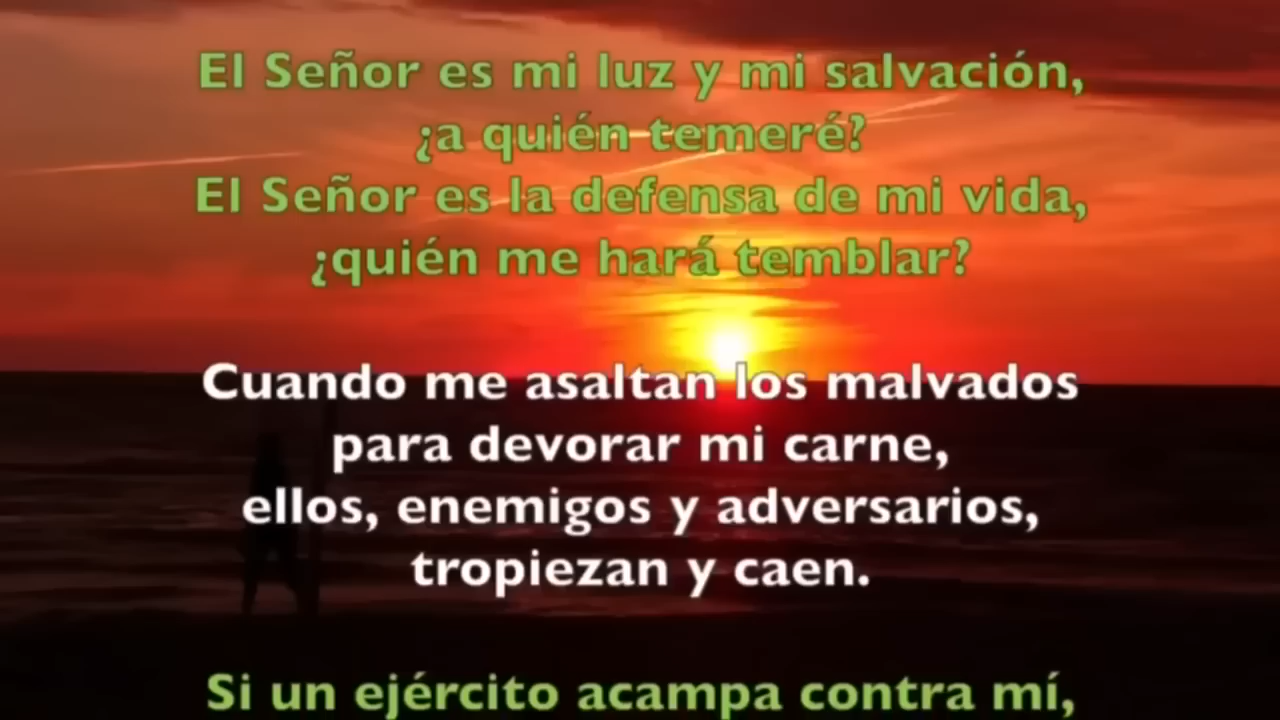 El Señor es mi luz y mi salvación,
¿a quién temeré?
El Señor es la defensa de mi vida,
¿quién me hará temblar?
Cuando me asaltan los malvados
para devorar mi carne,
ellos, enemigos y adversarios,
tropiezan y caen.
Si un ejército acampa contra mí,